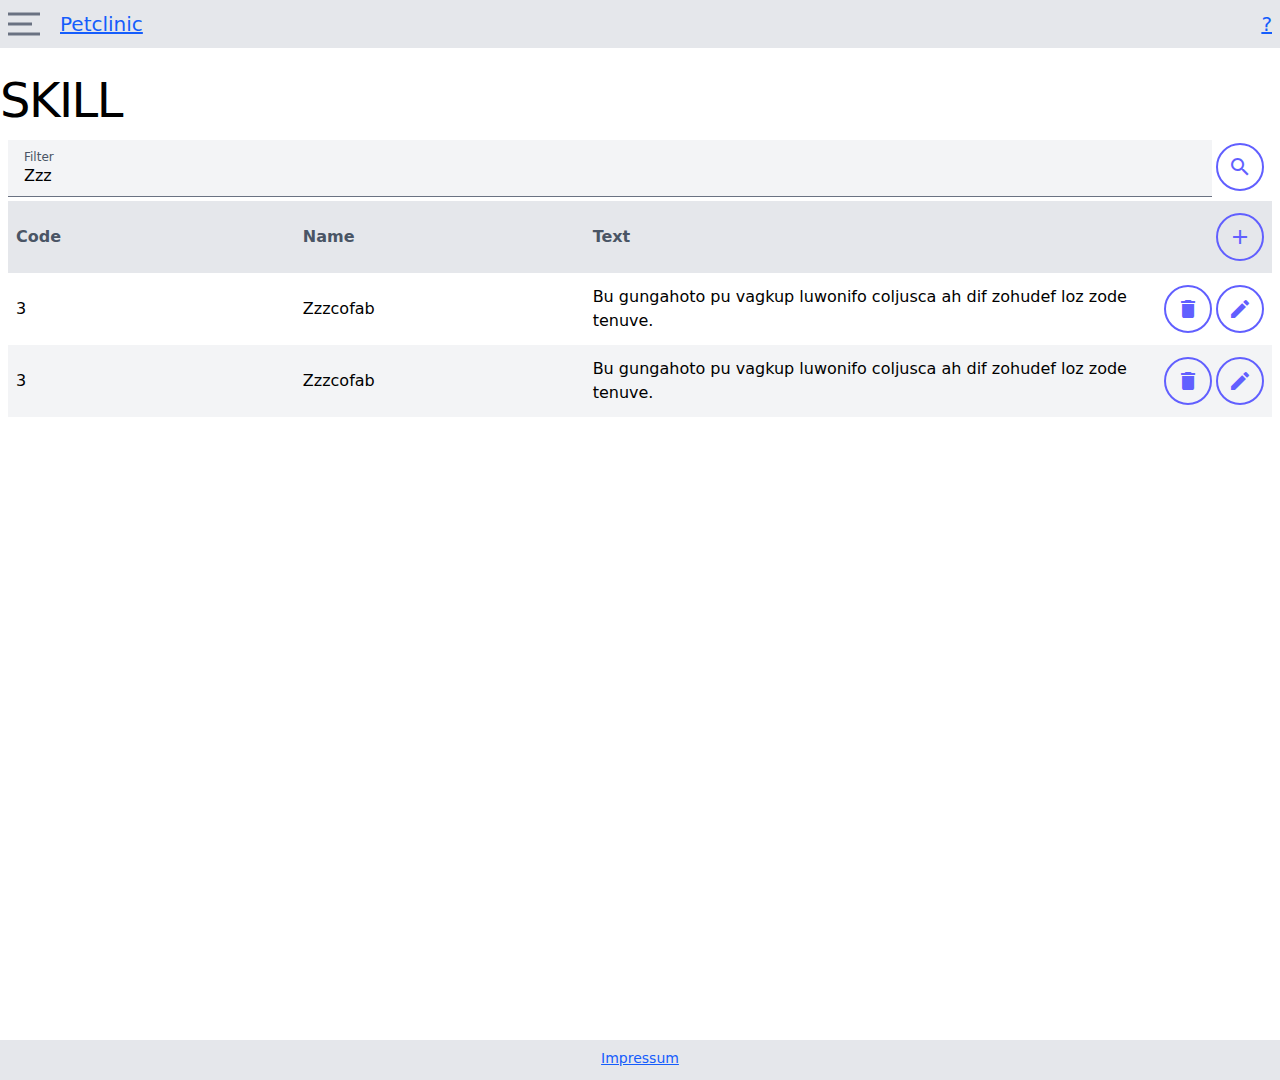 Petclinic ?
SKILL
Filter
Zzz
Code Name Text
3 Zzzcofab Bu gungahoto pu vagkup luwonifo coljusca ah dif zohudef loz zode
tenuve.
3 Zzzcofab Bu gungahoto pu vagkup luwonifo coljusca ah dif zohudef loz zode
tenuve.
Impressum